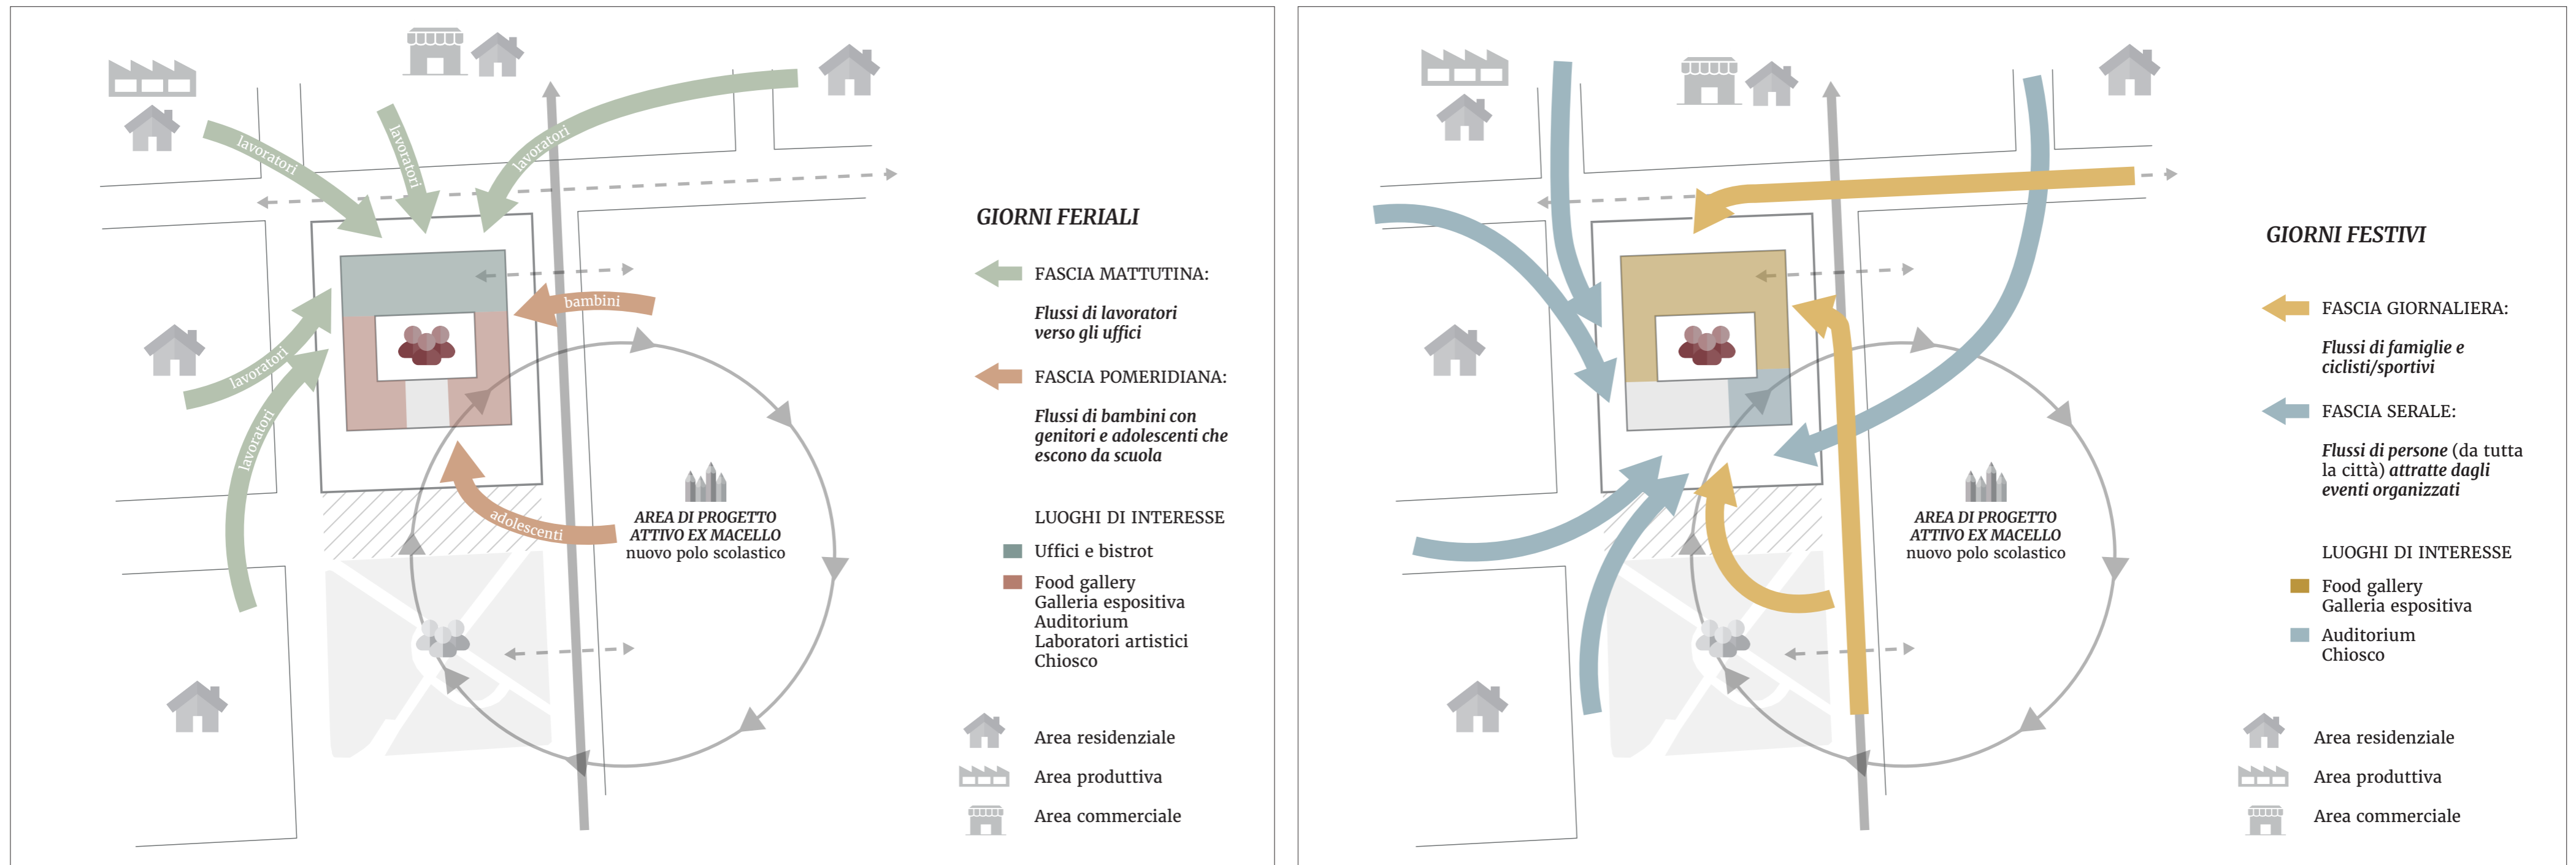 lavoratori
lavoratori
lavoratori
lavoratori
lavoratori
bambini
adolescenti
AREA DI PROGETTO
ATTIVO EX MACELLO
nuovo polo scolastico
GIORNI FERIALI
FASCIA MATTUTINA:
Flussi di lavoratori
verso gli uffici
FASCIA POMERIDIANA:
Flussi di bambini con
genitori e adolescenti che
escono da scuola
LUOGHI DI INTERESSE
Uffici e bistrot
Food gallery
Galleria espositiva
Auditorium
Laboratori artistici
Chiosco
Area residenziale
Area produttiva
Area commerciale
AREA DI PROGETTO
ATTIVO EX MACELLO
nuovo polo scolastico
GIORNI FESTIVI
FASCIA GIORNALIERA:
Flussi di famiglie e
ciclisti/sportivi
FASCIA SERALE:
Flussi di persone (da tutta
la città) attratte dagli
eventi organizzati
LUOGHI DI INTERESSE
Food gallery
Galleria espositiva
Auditorium
Chiosco
Area residenziale
Area produttiva
Area commerciale